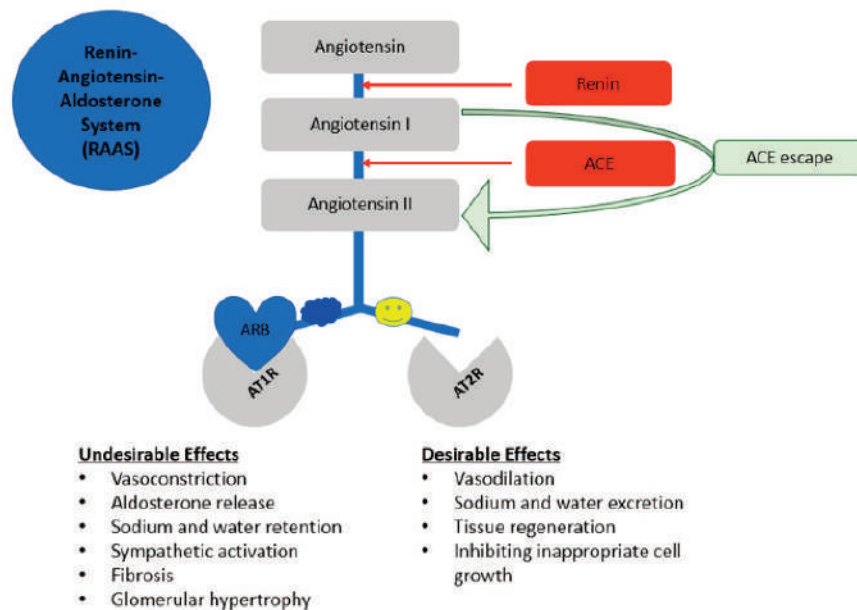 Renin-
Angiotensin-
Aldosterone
System
(RAAS)
Angiotensin
Renin
Angiotensin I
ACE
ACE escape
Angiotensin II
ARB
AT1R
AT2R
Undesirable Effects
• Vasoconstriction
• Aldosterone release
• Sodium and water retention
• Sympathetic activation
• Fibrosis
• Glomerular hypertrophy
Desirable Effects
• Vasodilation
• Sodium and water excretion
• Tissue regeneration
• Inhibiting inappropriate cell
growth